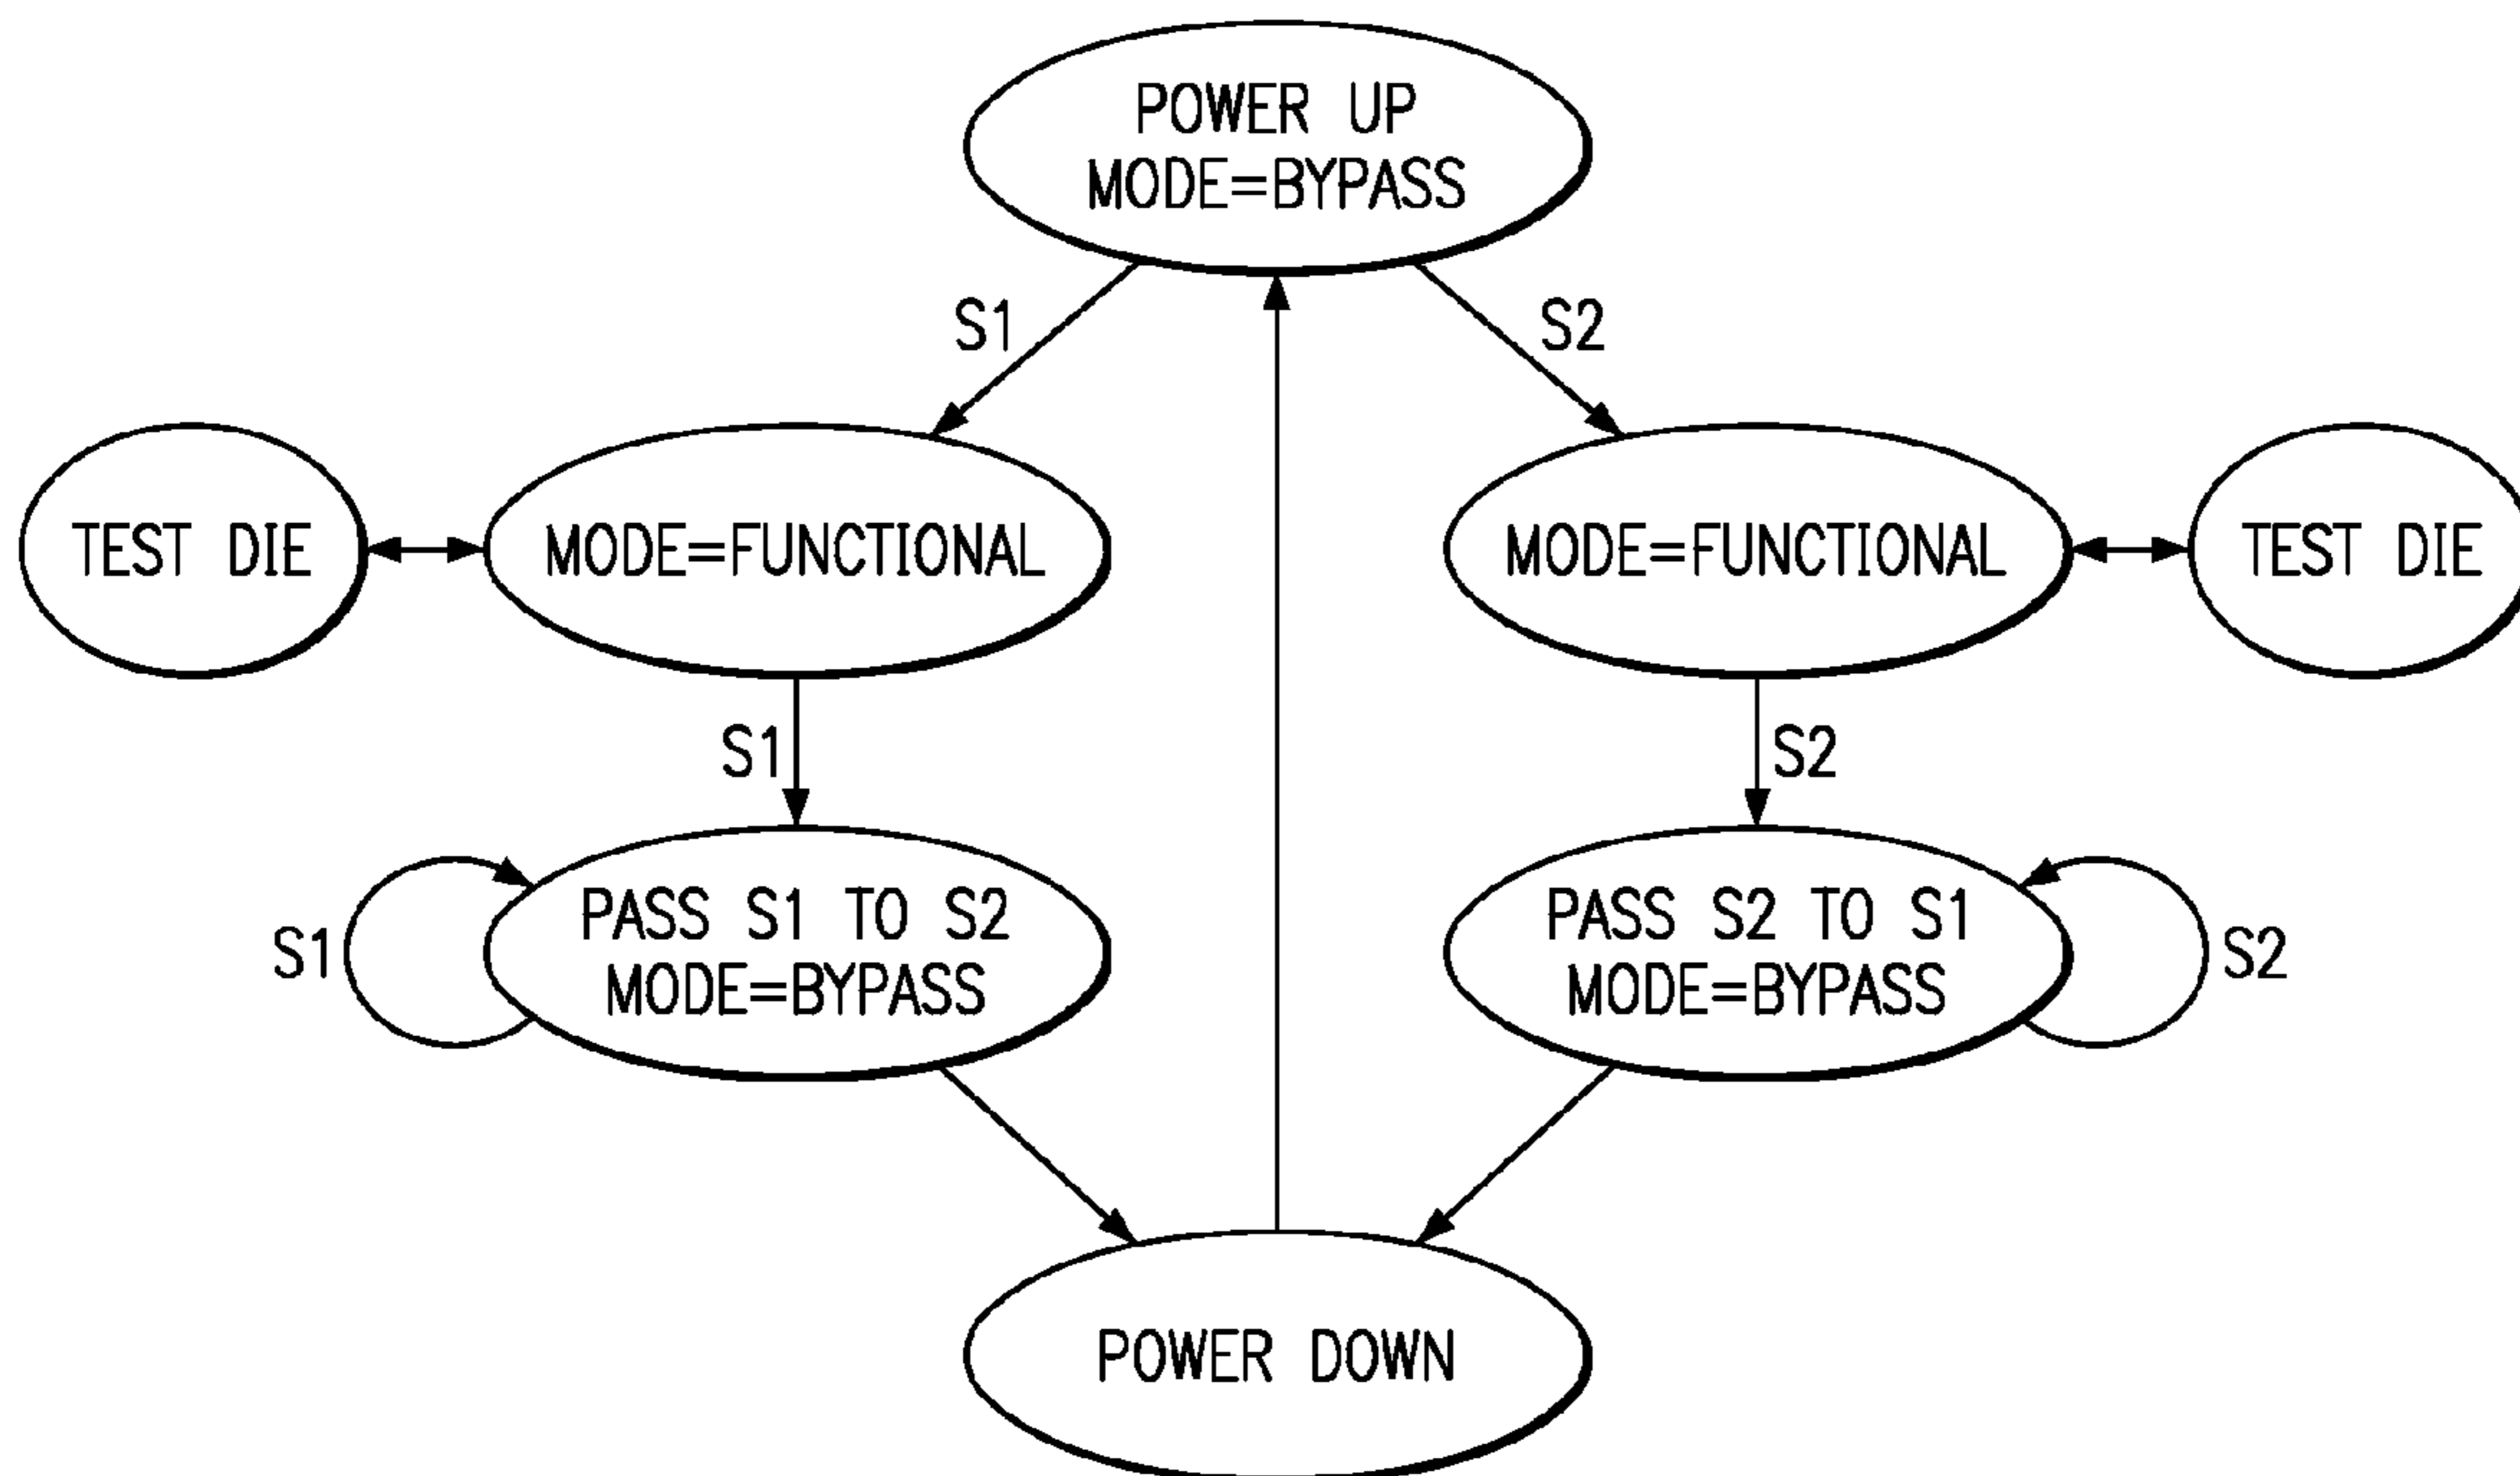 POWER UP
MODE=BYPASS
S1
S2
TEST DIE
MODE=FUNCTIONAL
MODE=FUNCTIONAL
TEST DIE
S1
S2
S1
PASS S1 TO S2
MODE=BYPASS
PASS S2 TO S1
MODE=BYPASS
S2
POWER DOWN